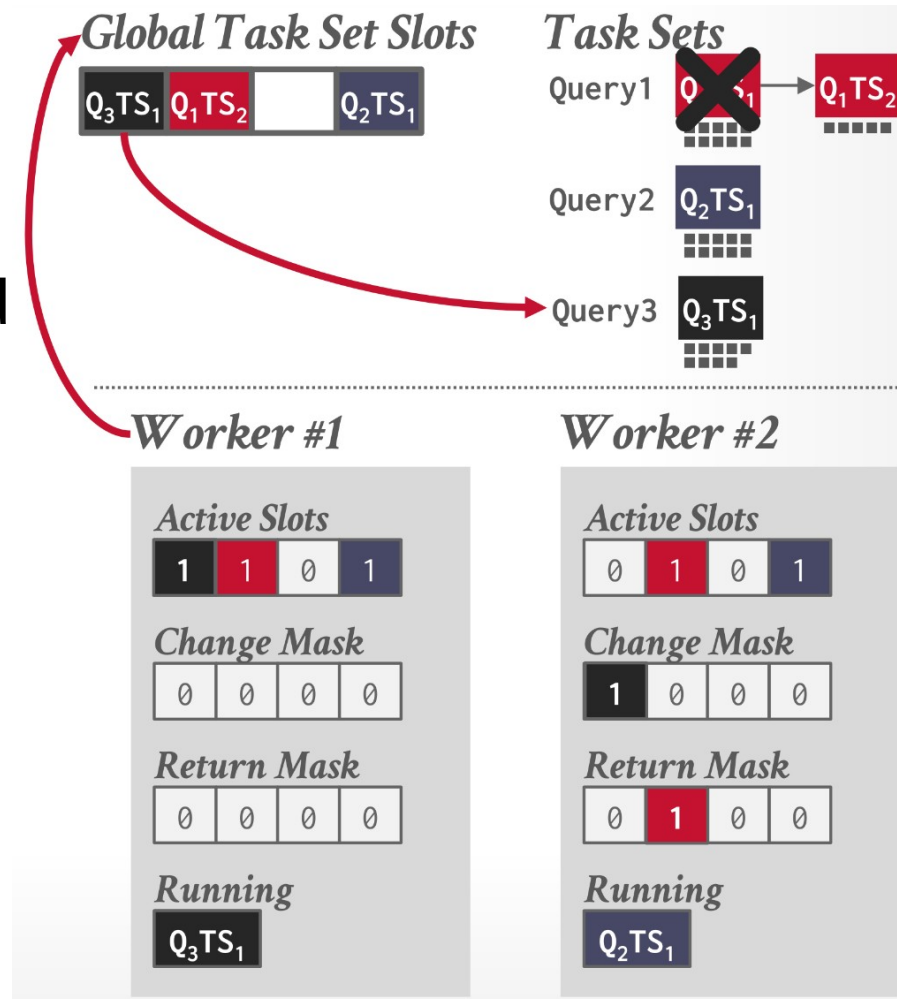 Global Task Set Slots
Q₃TS₁ Q₁TS₂ Q₂TS₁
Task Sets
Query1 Q₁TS₂
Query2 Q₂TS₁
Query3 Q₃TS₁
Worker #1
Active Slots
1 1 0 1
Change Mask
0 0 0 0
Return Mask
0 0 0 0
Running
Q₃TS₁
Worker #2
Active Slots
0 1 0 1
Change Mask
1 0 0 0
Return Mask
0 1 0 0
Running
Q₂TS₁